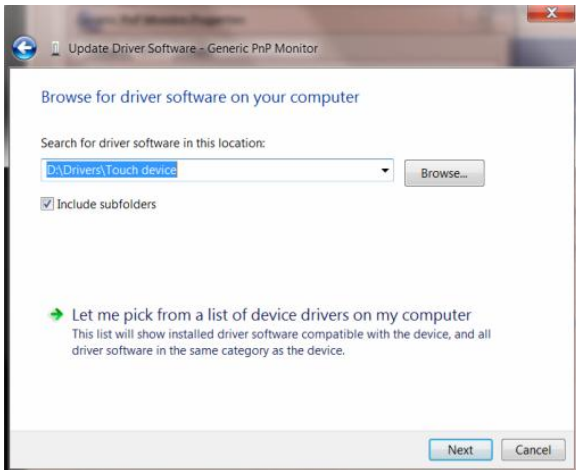 Update Driver Software - Generic PnP Monitor
Browse for driver software on your computer
Search for driver software in this location:
D:\Drivers\Touch device
Browse...
Include subfolders
Let me pick from a list of device drivers on my computer
This list will show installed driver software compatible with the device, and all
driver software in the same category as the device.
Next
Cancel